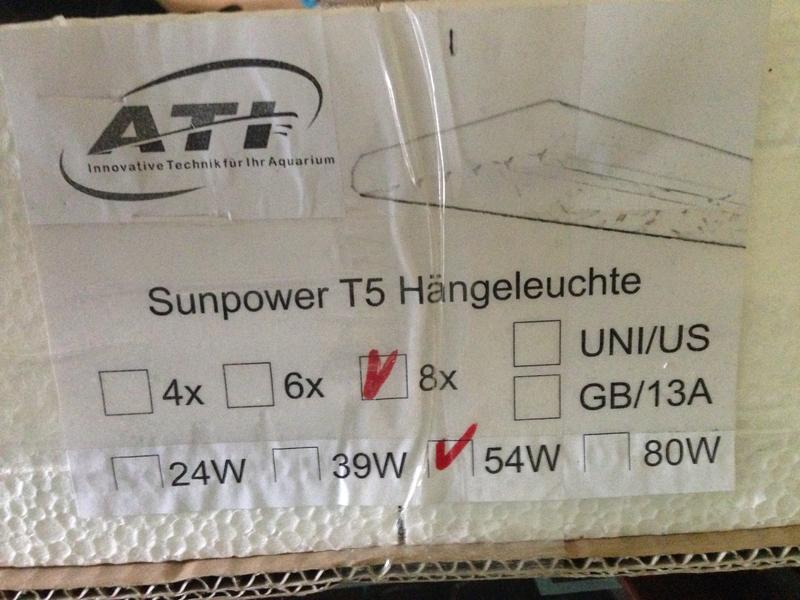 ATI
Innovative Technik für Ihr Aquarium
Sunpower T5 Hängeleuchte
UNI/US
4x 6x 8x
GB/13A
24W 39W 54W 80W